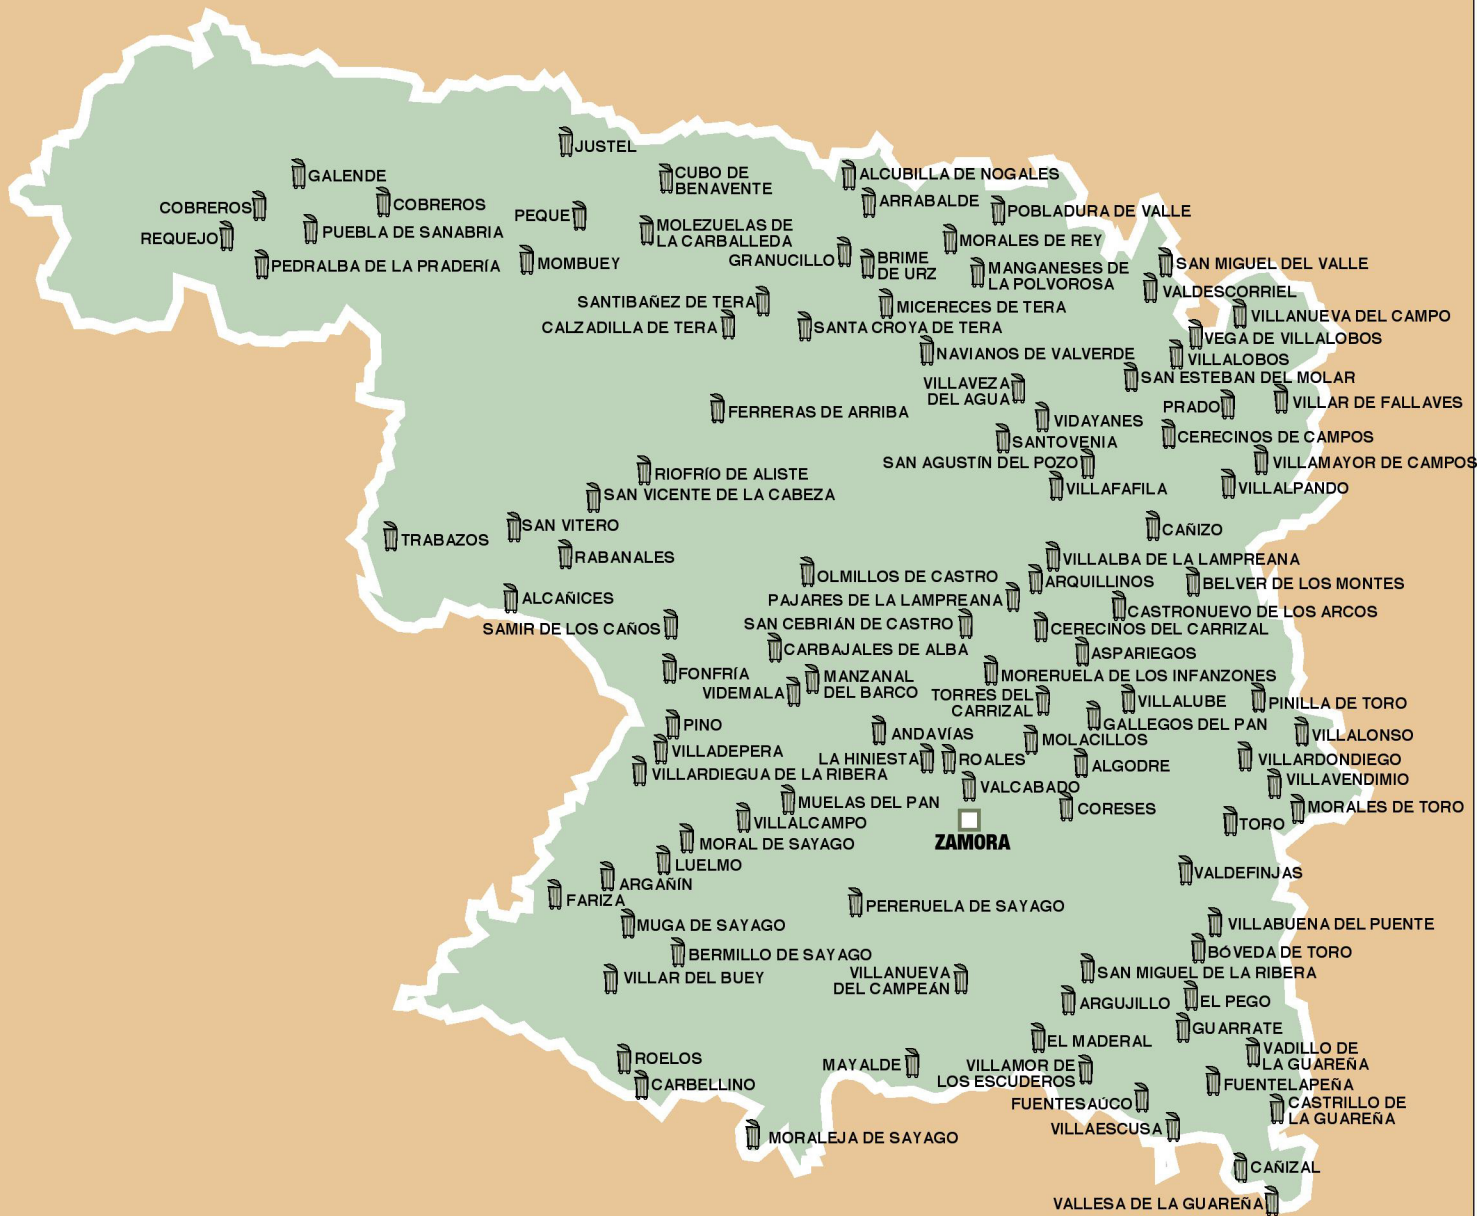 JUSTEL
GALENDE
CUBO DE
BENAVENTE
ALCUBILLA DE NOGALES
COBREROS
COBREROS
ARRABALDE
PEQUE
POBLADURA DE VALLE
REQUEJO
PUEBLA DE SANABRIA
MOLEZUELAS DE
LA CARBALLEDA
MORALES DE REY
GRANUCILLO
BRIME
DE URZ
PEDRALBA DE LA PRADERÍA
MOMBUEY
MANGANESES DE
LA POLVOROSA
SAN MIGUEL DEL VALLE
VALDESCORRIEL
SANTIBAÑEZ DE TERA
MICERECES DE TERA
VILLANUEVA DEL CAMPO
CALZADILLA DE TERA
SANTA CROYA DE TERA
VEGA DE VILLALOBOS
NAVIANOS DE VALVERDE
VILLALOBOS
SAN ESTEBAN DEL MOLAR
VILLAVEZA
DEL AGUA
PRADO
VILLAR DE FALLAVES
FERRERAS DE ARRIBA
VIDAYANES
SANTOVENIA
CERECINOS DE CAMPOS
SAN AGUSTÍN DEL POZO
VILLAMAYOR DE CAMPOS
RIOFRÍO DE ALISTE
VILLAFAFILA
VILLALPANDO
SAN VICENTE DE LA CABEZA
SAN VITERO
CAÑIZO
TRABAZOS
RABANALES
VILLALBA DE LA LAMPREANA
OLMILLOS DE CASTRO
ARQUILLINOS
BELVER DE LOS MONTES
ALCAÑICES
PAJARES DE LA LAMPREANA
CASTRONUEVO DE LOS ARCOS
SAMIR DE LOS CAÑOS
SAN CEBRIÁN DE CASTRO
CERECINOS DEL CARRIZAL
CARBAJALES DE ALBA
ASPARIEGOS
FONFRÍA
MANZANAL
DEL BARCO
MORERUELA DE LOS INFANZONES
VIDEMALA
TORRES DEL
CARRIZAL
VILLALUBE
PINILLA DE TORO
PINO
GALLEGOS DEL PAN
ANDAVÍAS
MOLACILLOS
VILLALONSO
VILLADEPERA
LA HINIESTA
ROALES
ALGODRE
VILLARDONDIEGO
VILLARDIEGUA DE LA RIBERA
VILLAVENDIMIO
VALCABADO
MUELAS DEL PAN
CORESES
MORALES DE TORO
VILLALCAMPO
TORO
ZAMORA
MORAL DE SAYAGO
LUELMO
VALDEFINJAS
ARGAÑÍN
FARIZA
PERERUELA DE SAYAGO
MUGA DE SAYAGO
VILLABUENA DEL PUENTE
BERMILLO DE SAYAGO
BÓVEDA DE TORO
VILLAR DEL BUEY
VILLANUEVA
DEL CAMPEÁN
SAN MIGUEL DE LA RIBERA
ARGUJILLO
EL PEGO
GUARRATE
EL MADERAL
ROELOS
MAYALDE
VILLAMOR DE
LOS ESCUDEROS
VADILLO DE
LA GUAREÑA
CARBELLINO
FUENTELAPEÑA
FUENTESAÚCO
CASTRILLO DE
LA GUAREÑA
VILLAESCUSA
MORALEJA DE SAYAGO
CAÑIZAL
VALLESA DE LA GUAREÑA